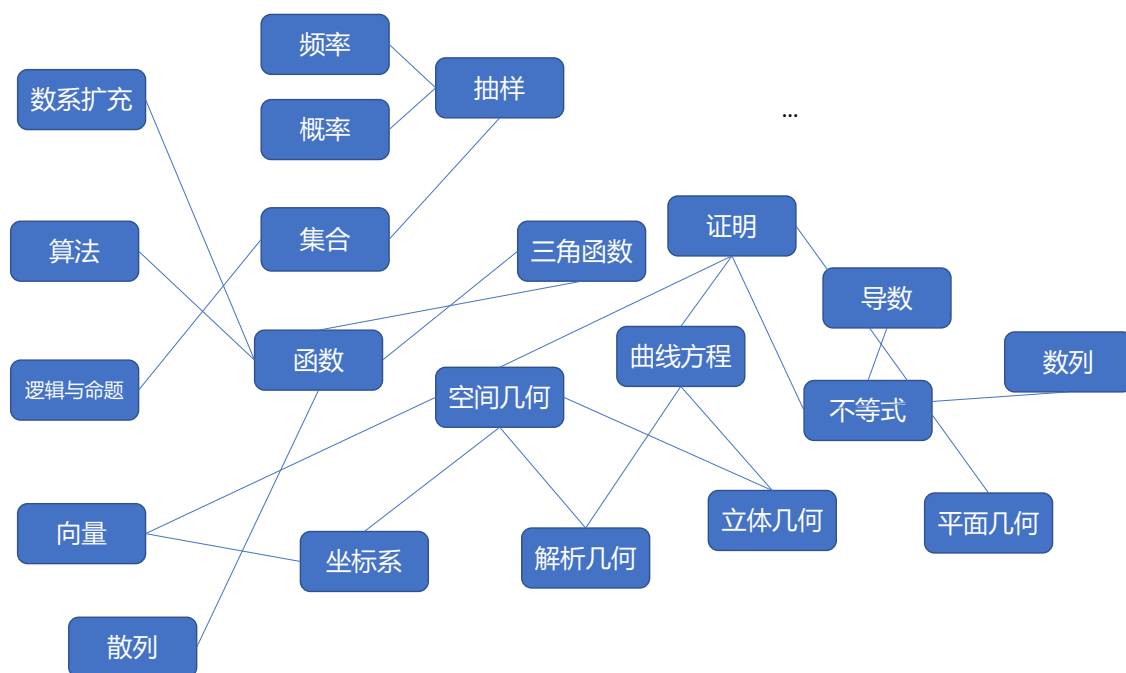 频率
抽样
数系扩充
概率
...
证明
算法
集合
三角函数
导数
函数
曲线方程
数列
逻辑与命题
空间几何
不等式
向量
坐标系
解析几何
立体几何
平面几何
散列